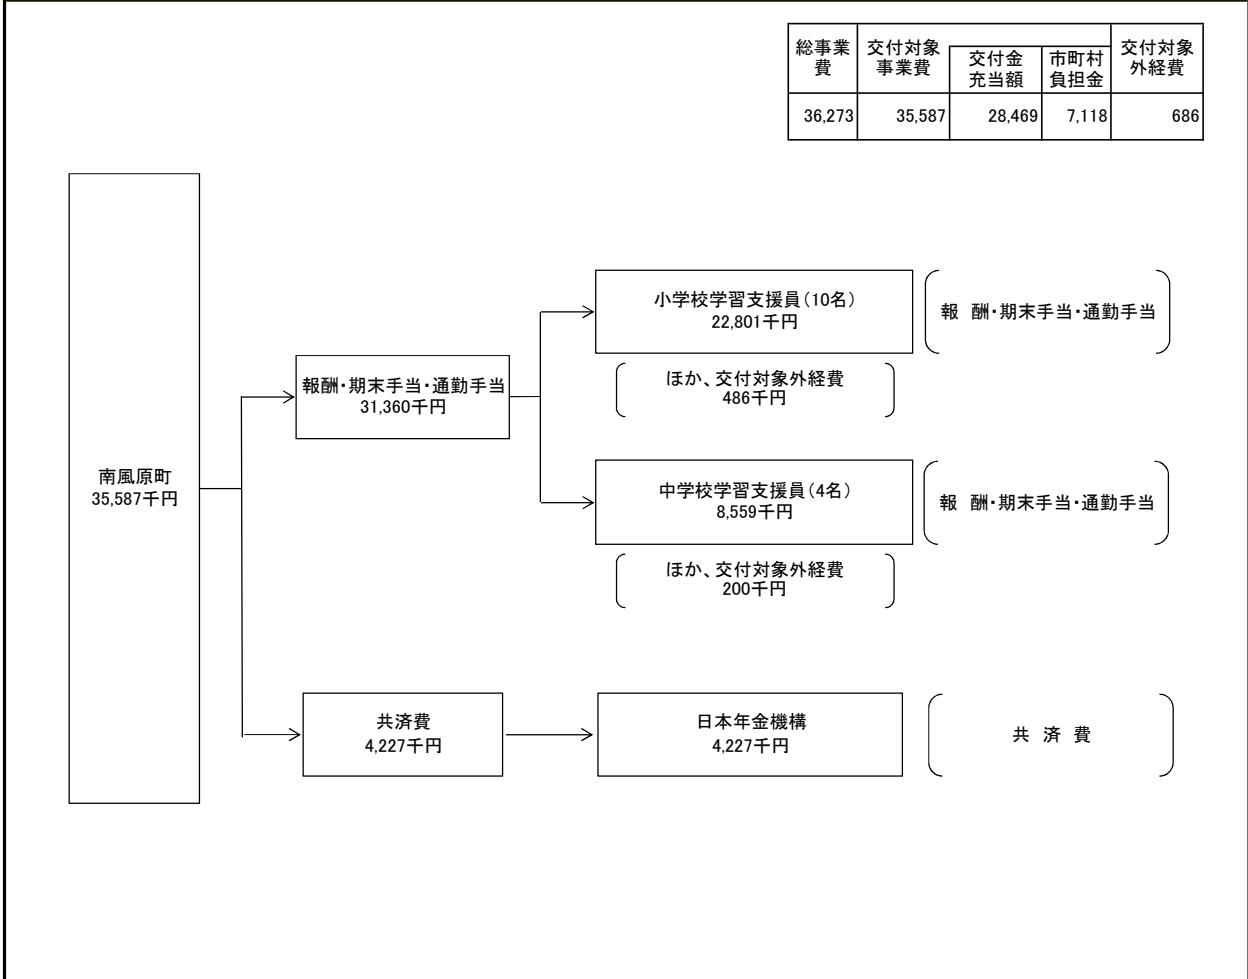 総事業
費
交付対象
事業費
交付金
充当額
市町村
負担金
交付対象
外経費
36,273
35,587
28,469
7,118
686
南風原町
35,587千円
報酬・期末手当・通勤手当
31,360千円
小学校学習支援員(10名)
22,801千円
報　酬・期末手当・通勤手当
ほか、交付対象外経費
486千円
中学校学習支援員(4名)
8,559千円
報　酬・期末手当・通勤手当
ほか、交付対象外経費
200千円
共済費
4,227千円
日本年金機構
4,227千円
共　済　費